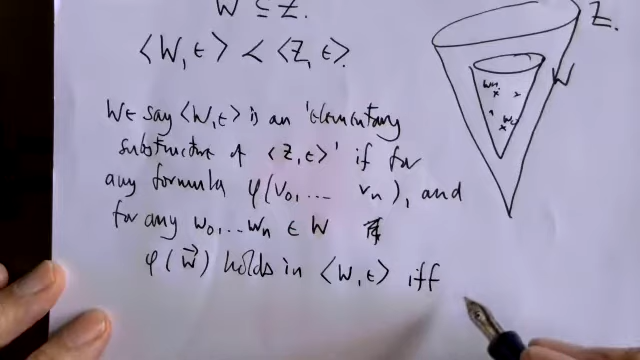 W ⊆ Z.
⟨W, ∈⟩ ≺ ⟨Z, ∈⟩.
Z.
W
We say ⟨W, ∈⟩ is an 'elementary
substructure of ⟨Z, ∈⟩' if for
any formula φ(v₀, ... vₙ), and
for any w₀, ... wₙ ∈ W
φ(w⃗) holds in ⟨W, ∈⟩ iff